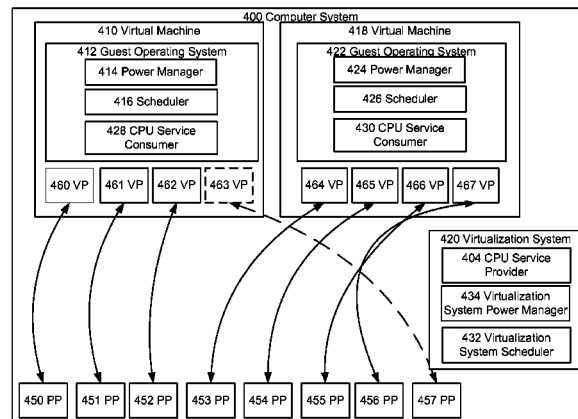 400 Computer System
410 Virtual Machine
412 Guest Operating System
414 Power Manager
416 Scheduler
428 CPU Service
Consumer
460 VP
461 VP
462 VP
463 VP
418 Virtual Machine
422 Guest Operating System
424 Power Manager
426 Scheduler
430 CPU Service
Consumer
464 VP
465 VP
466 VP
467 VP
420 Virtualization System
404 CPU Service
Provider
434 Virtualization
System Power Manager
432 Virtualization
System Scheduler
450 PP
451 PP
452 PP
453 PP
454 PP
455 PP
456 PP
457 PP